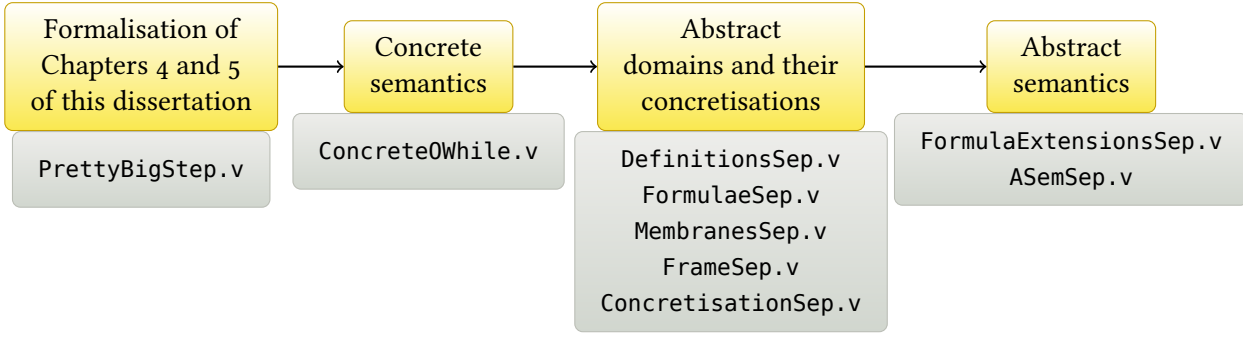 Formalisation of
Chapters 4 and 5
of this dissertation
PrettyBigStep.v
Concrete
semantics
ConcreteOWhile.v
Abstract
domains and their
concretisations
DefinitionsSep.v
FormulaeSep.v
MembranesSep.v
FrameSep.v
ConcretisationSep.v
Abstract
semantics
FormulaExtensionsSep.v
ASemSep.v